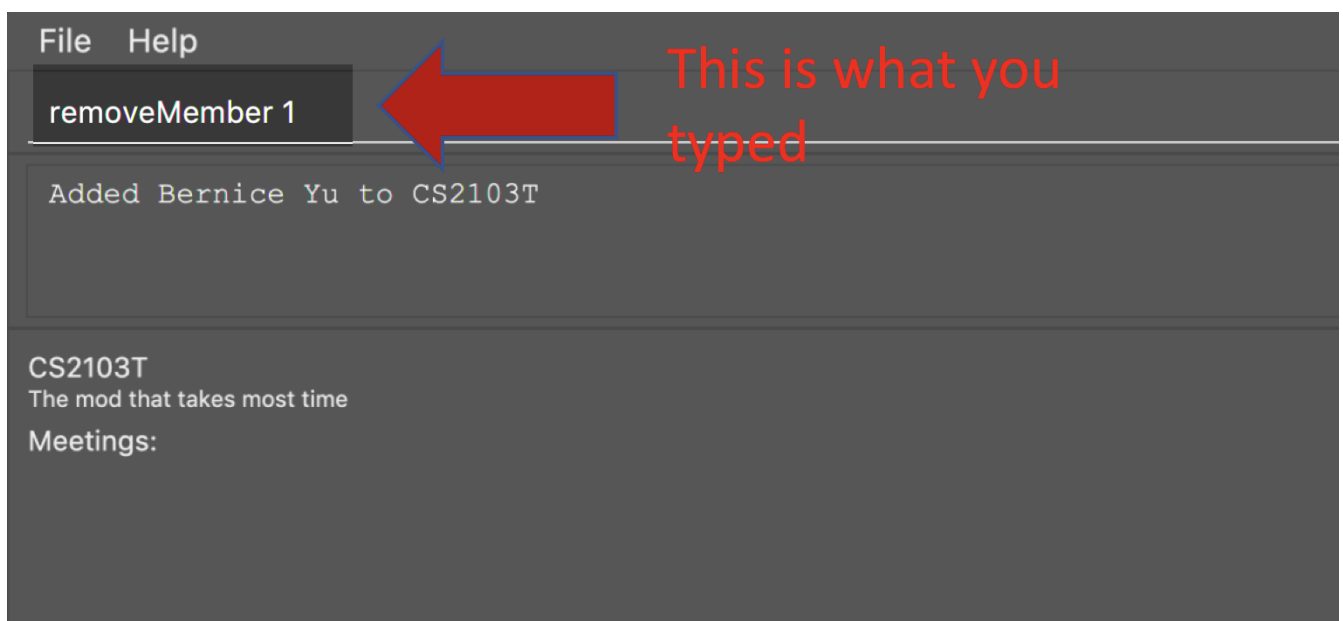 File Help
removeMember 1
This is what you
typed
Added Bernice Yu to CS2103T
CS2103T
The mod that takes most time
Meetings: